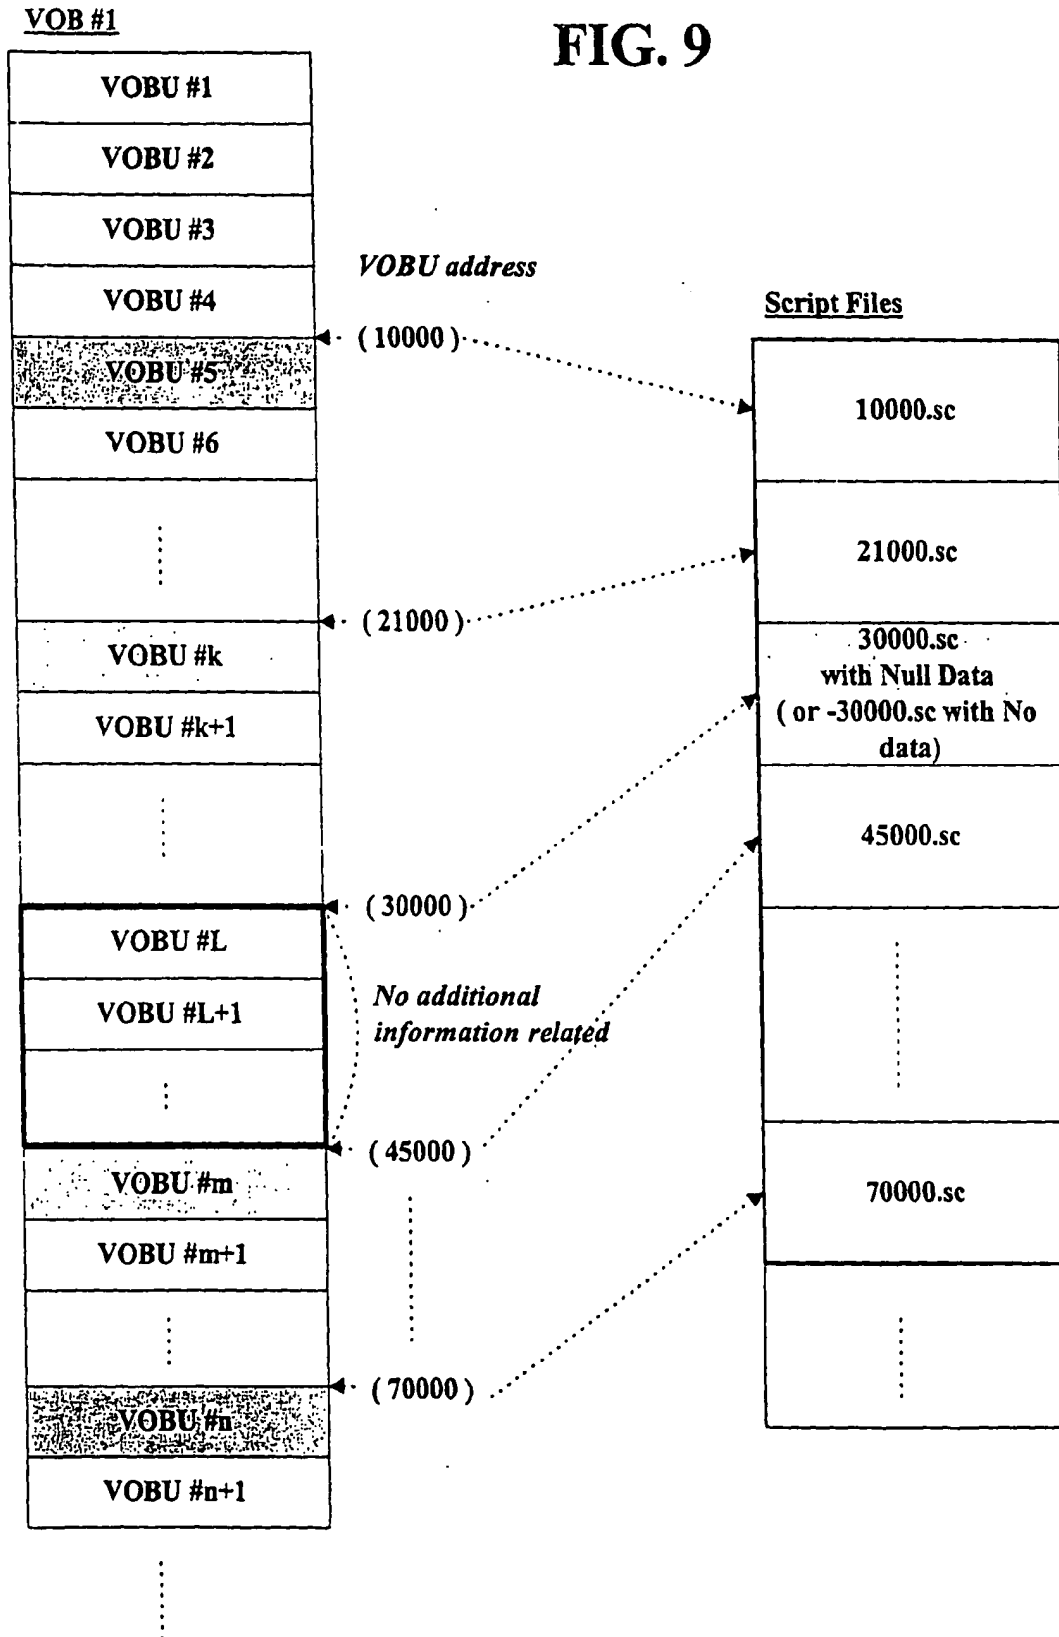 VOB #1
FIG. 9
VOBU #1
VOBU #2
VOBU #3
VOBU #4
VOBU #5
VOBU #6
VOBU #k
VOBU #k+1
VOBU #L
VOBU #L+1
VOBU #m
VOBU #m+1
VOBU #n
VOBU #n+1
VOBU address
( 10000 )
( 21000 )
( 30000 )
No additional
information related
( 45000 )
( 70000 )
Script Files
10000.sc
21000.sc
30000.sc
with Null Data
( or -30000.sc with No
data)
45000.sc
70000.sc